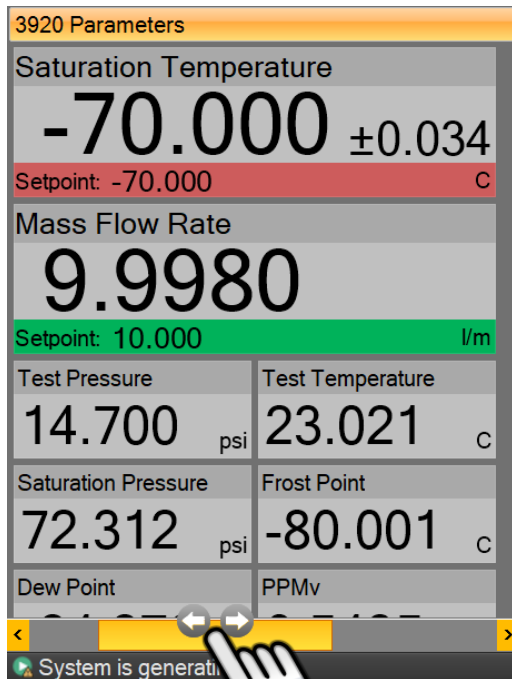 3920 Parameters
Saturation Temperature
-70.000 ±0.034
Setpoint: -70.000 C
Mass Flow Rate
9.9980
Setpoint: 10.000 l/m
Test Pressure Test Temperature
14.700 psi 23.021 C
Saturation Pressure Frost Point
72.312 psi -80.001 C
Dew Point PPMv
System is